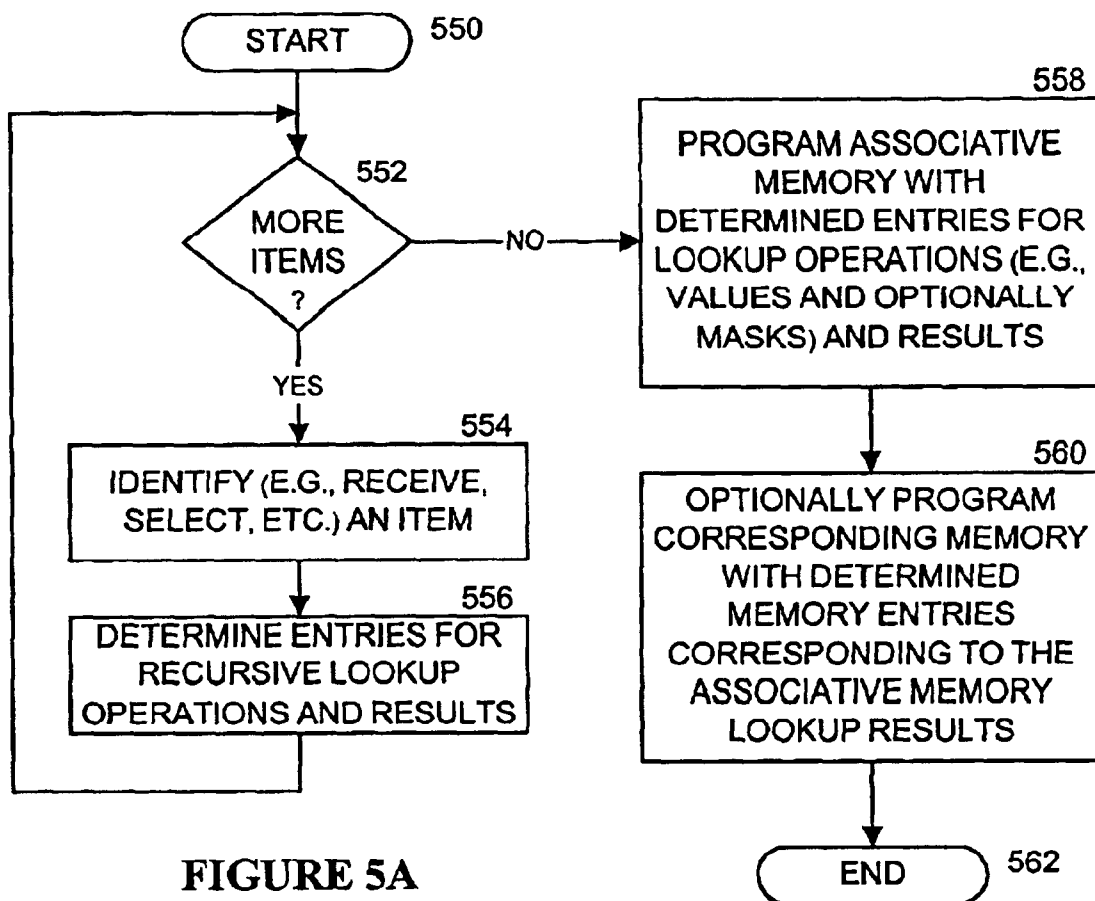 START
550
552
MORE
ITEMS
?
NO
YES
554
IDENTIFY (E.G., RECEIVE,
SELECT, ETC.) AN ITEM
556
DETERMINE ENTRIES FOR
RECURSIVE LOOKUP
OPERATIONS AND RESULTS
558
PROGRAM ASSOCIATIVE
MEMORY WITH
DETERMINED ENTRIES FOR
LOOKUP OPERATIONS (E.G.,
VALUES AND OPTIONALLY
MASKS) AND RESULTS
560
OPTIONALLY PROGRAM
CORRESPONDING MEMORY
WITH DETERMINED
MEMORY ENTRIES
CORRESPONDING TO THE
ASSOCIATIVE MEMORY
LOOKUP RESULTS
END
562
FIGURE 5A